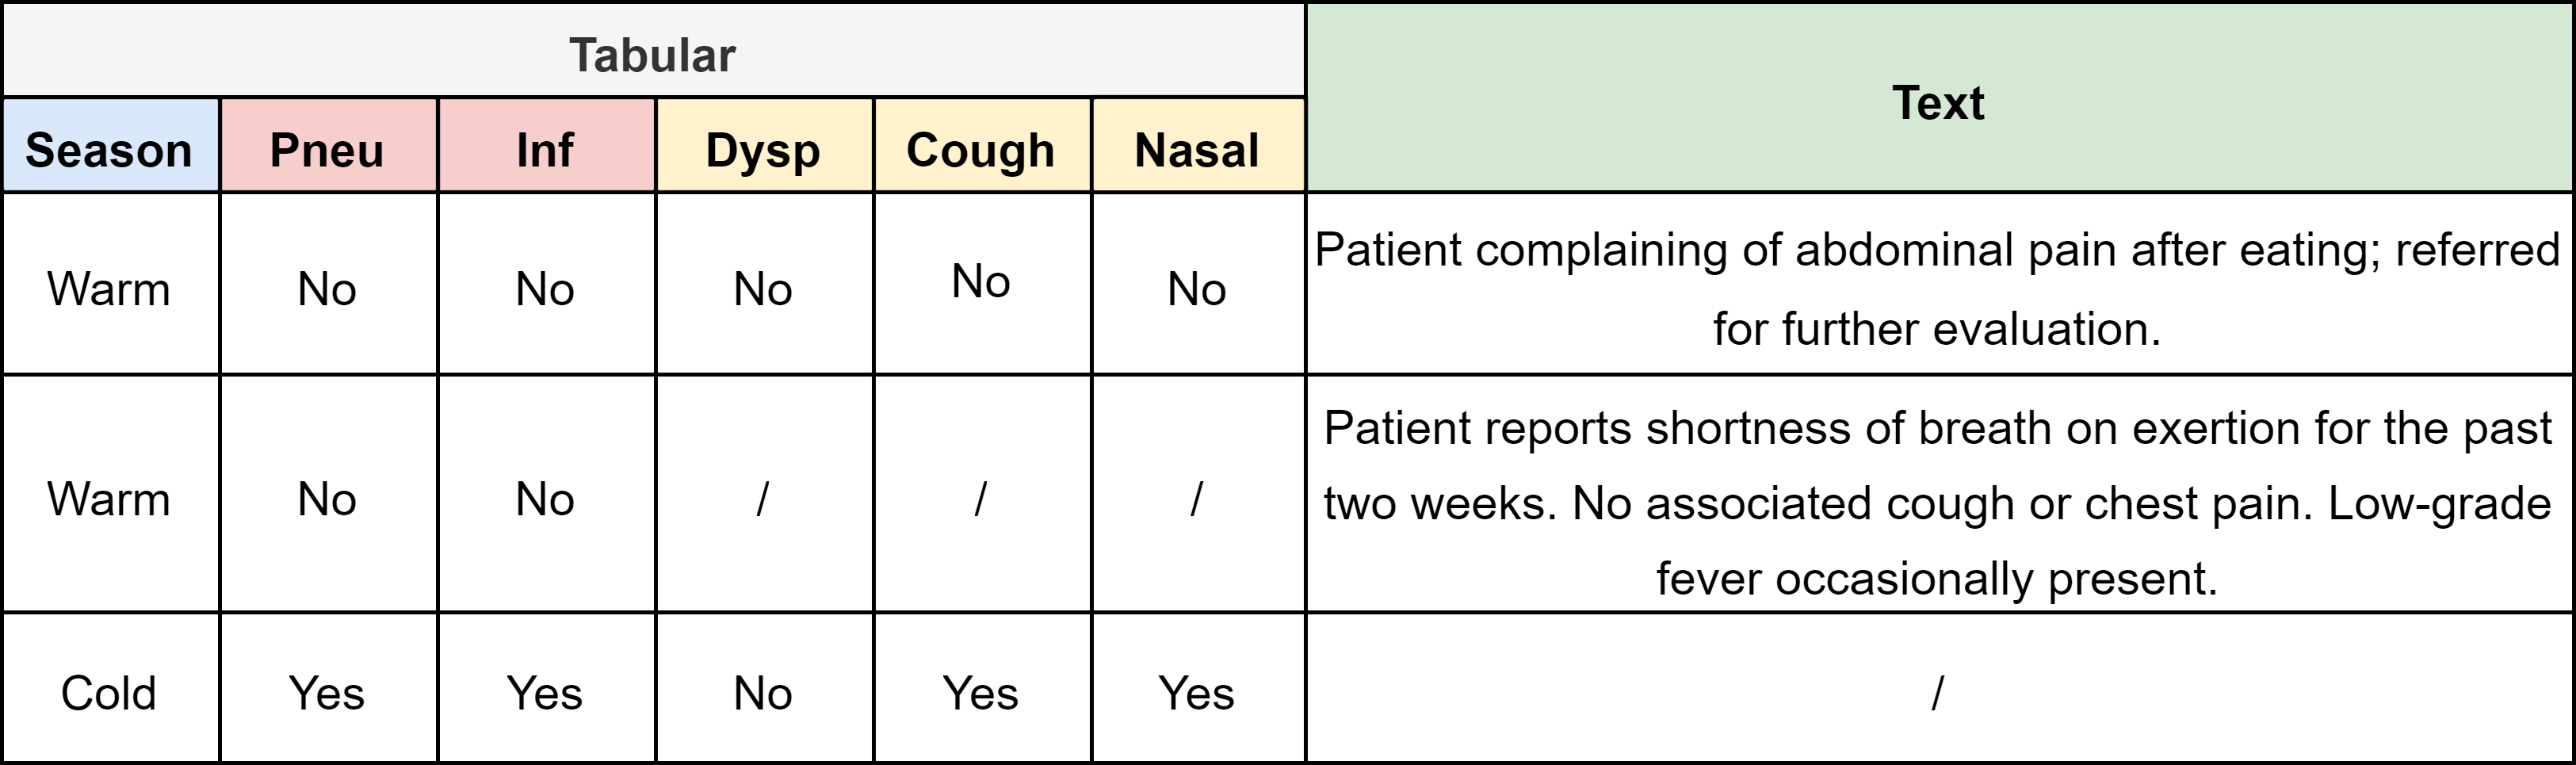 Tabular
Text
Season Pneu Inf Dysp Cough Nasal
Warm No No No No No
Patient complaining of abdominal pain after eating; referred
for further evaluation.
Warm No No / / /
Patient reports shortness of breath on exertion for the past
two weeks. No associated cough or chest pain. Low-grade
fever occasionally present.
Cold Yes Yes No Yes Yes /